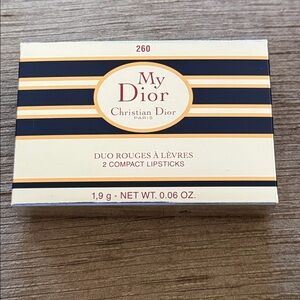 260
My
Dior
Christian Dior
PARIS
DUO ROUGES À LÈVRES
2 COMPACT LIPSTICKS
1,9 g - NET WT. 0.06 OZ.